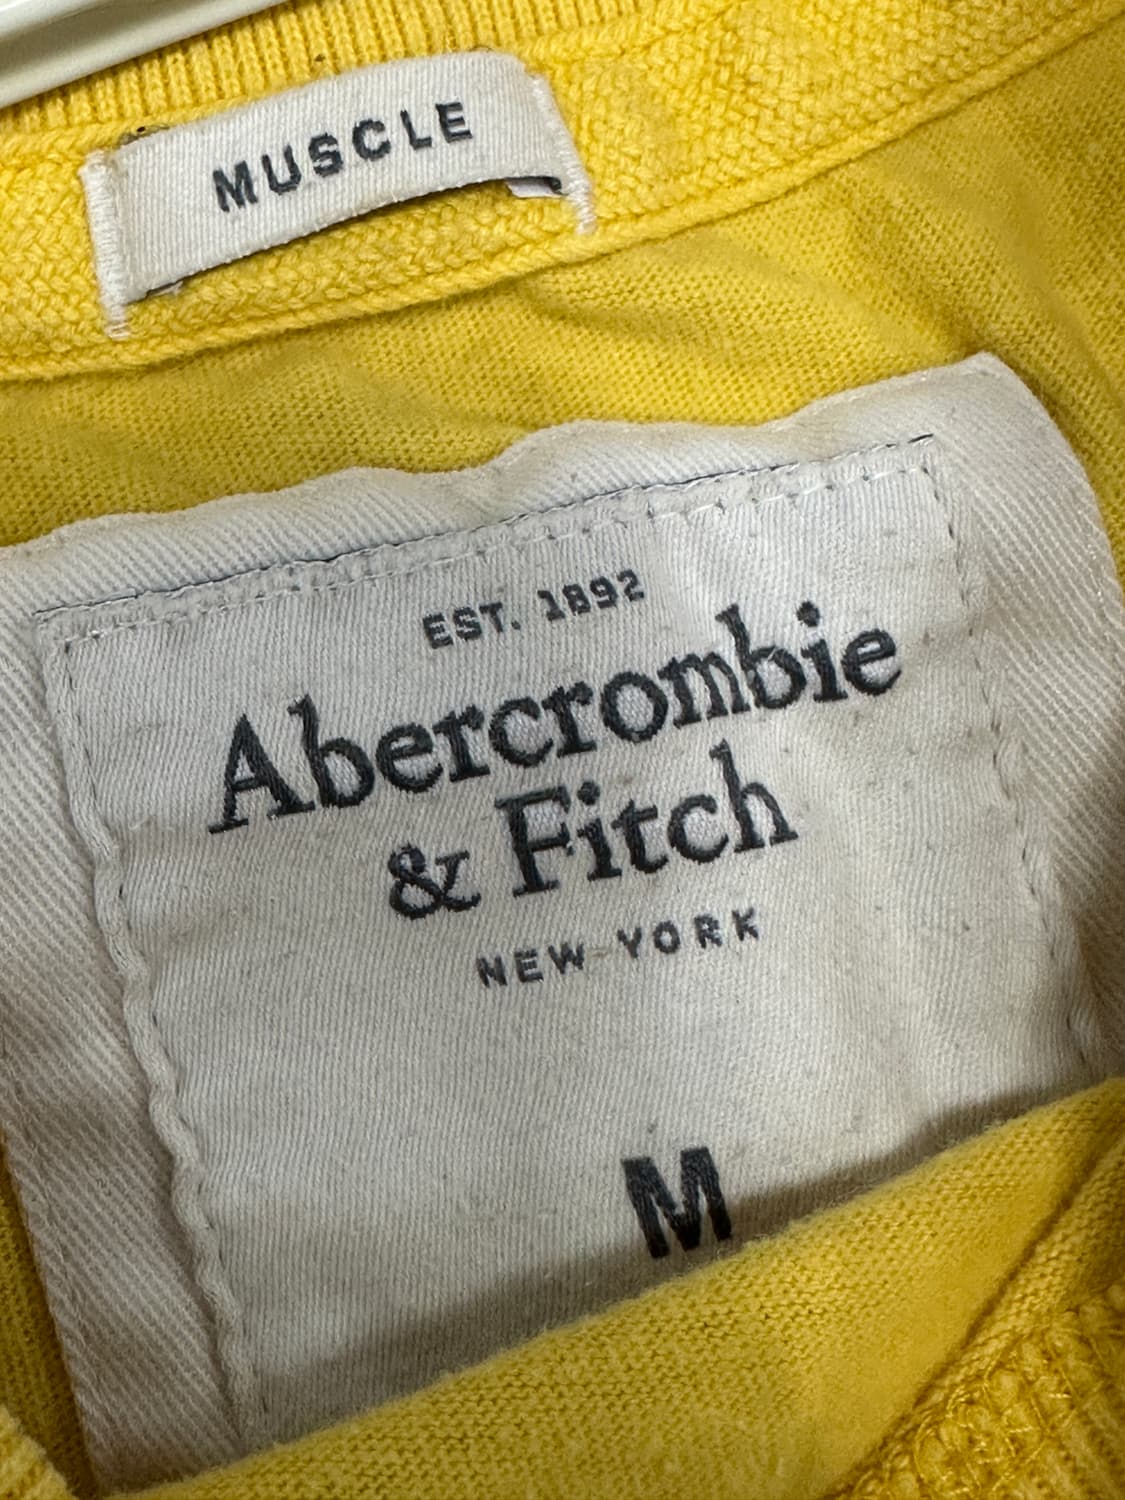 MUSCLE
EST. 1892
Abercrombie
& Fitch
NEW YORK
M